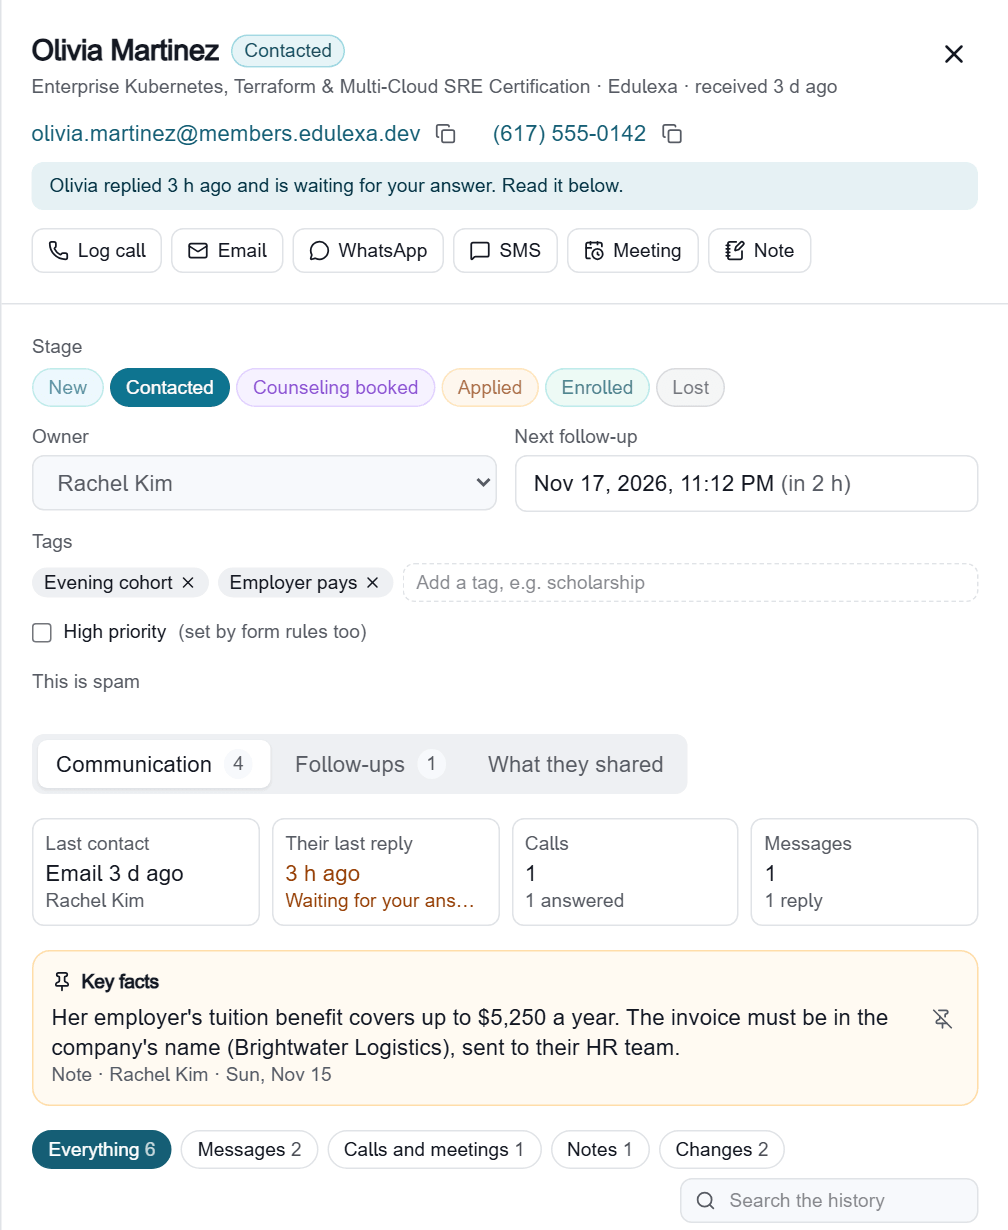 Olivia Martinez Contacted
Enterprise Kubernetes, Terraform & Multi-Cloud SRE Certification · Edulexa · received 3 d ago
olivia.martinez@members.edulexa.dev (617) 555-0142
Olivia replied 3 h ago and is waiting for your answer. Read it below.
Log call Email WhatsApp SMS Meeting Note
Stage
New Contacted Counseling booked Applied Enrolled Lost
Owner Next follow-up
Rachel Kim Nov 17, 2026, 11:12 PM (in 2 h)
Tags
Evening cohort Employer pays Add a tag, e.g. scholarship
High priority (set by form rules too)
This is spam
Communication 4 Follow-ups 1 What they shared
Last contact Their last reply Calls Messages
Email 3 d ago 3 h ago 1 1
Rachel Kim Waiting for your ans… 1 answered 1 reply
Key facts
Her employer's tuition benefit covers up to $5,250 a year. The invoice must be in the
company's name (Brightwater Logistics), sent to their HR team.
Note · Rachel Kim · Sun, Nov 15
Everything 6 Messages 2 Calls and meetings 1 Notes 1 Changes 2
Search the history